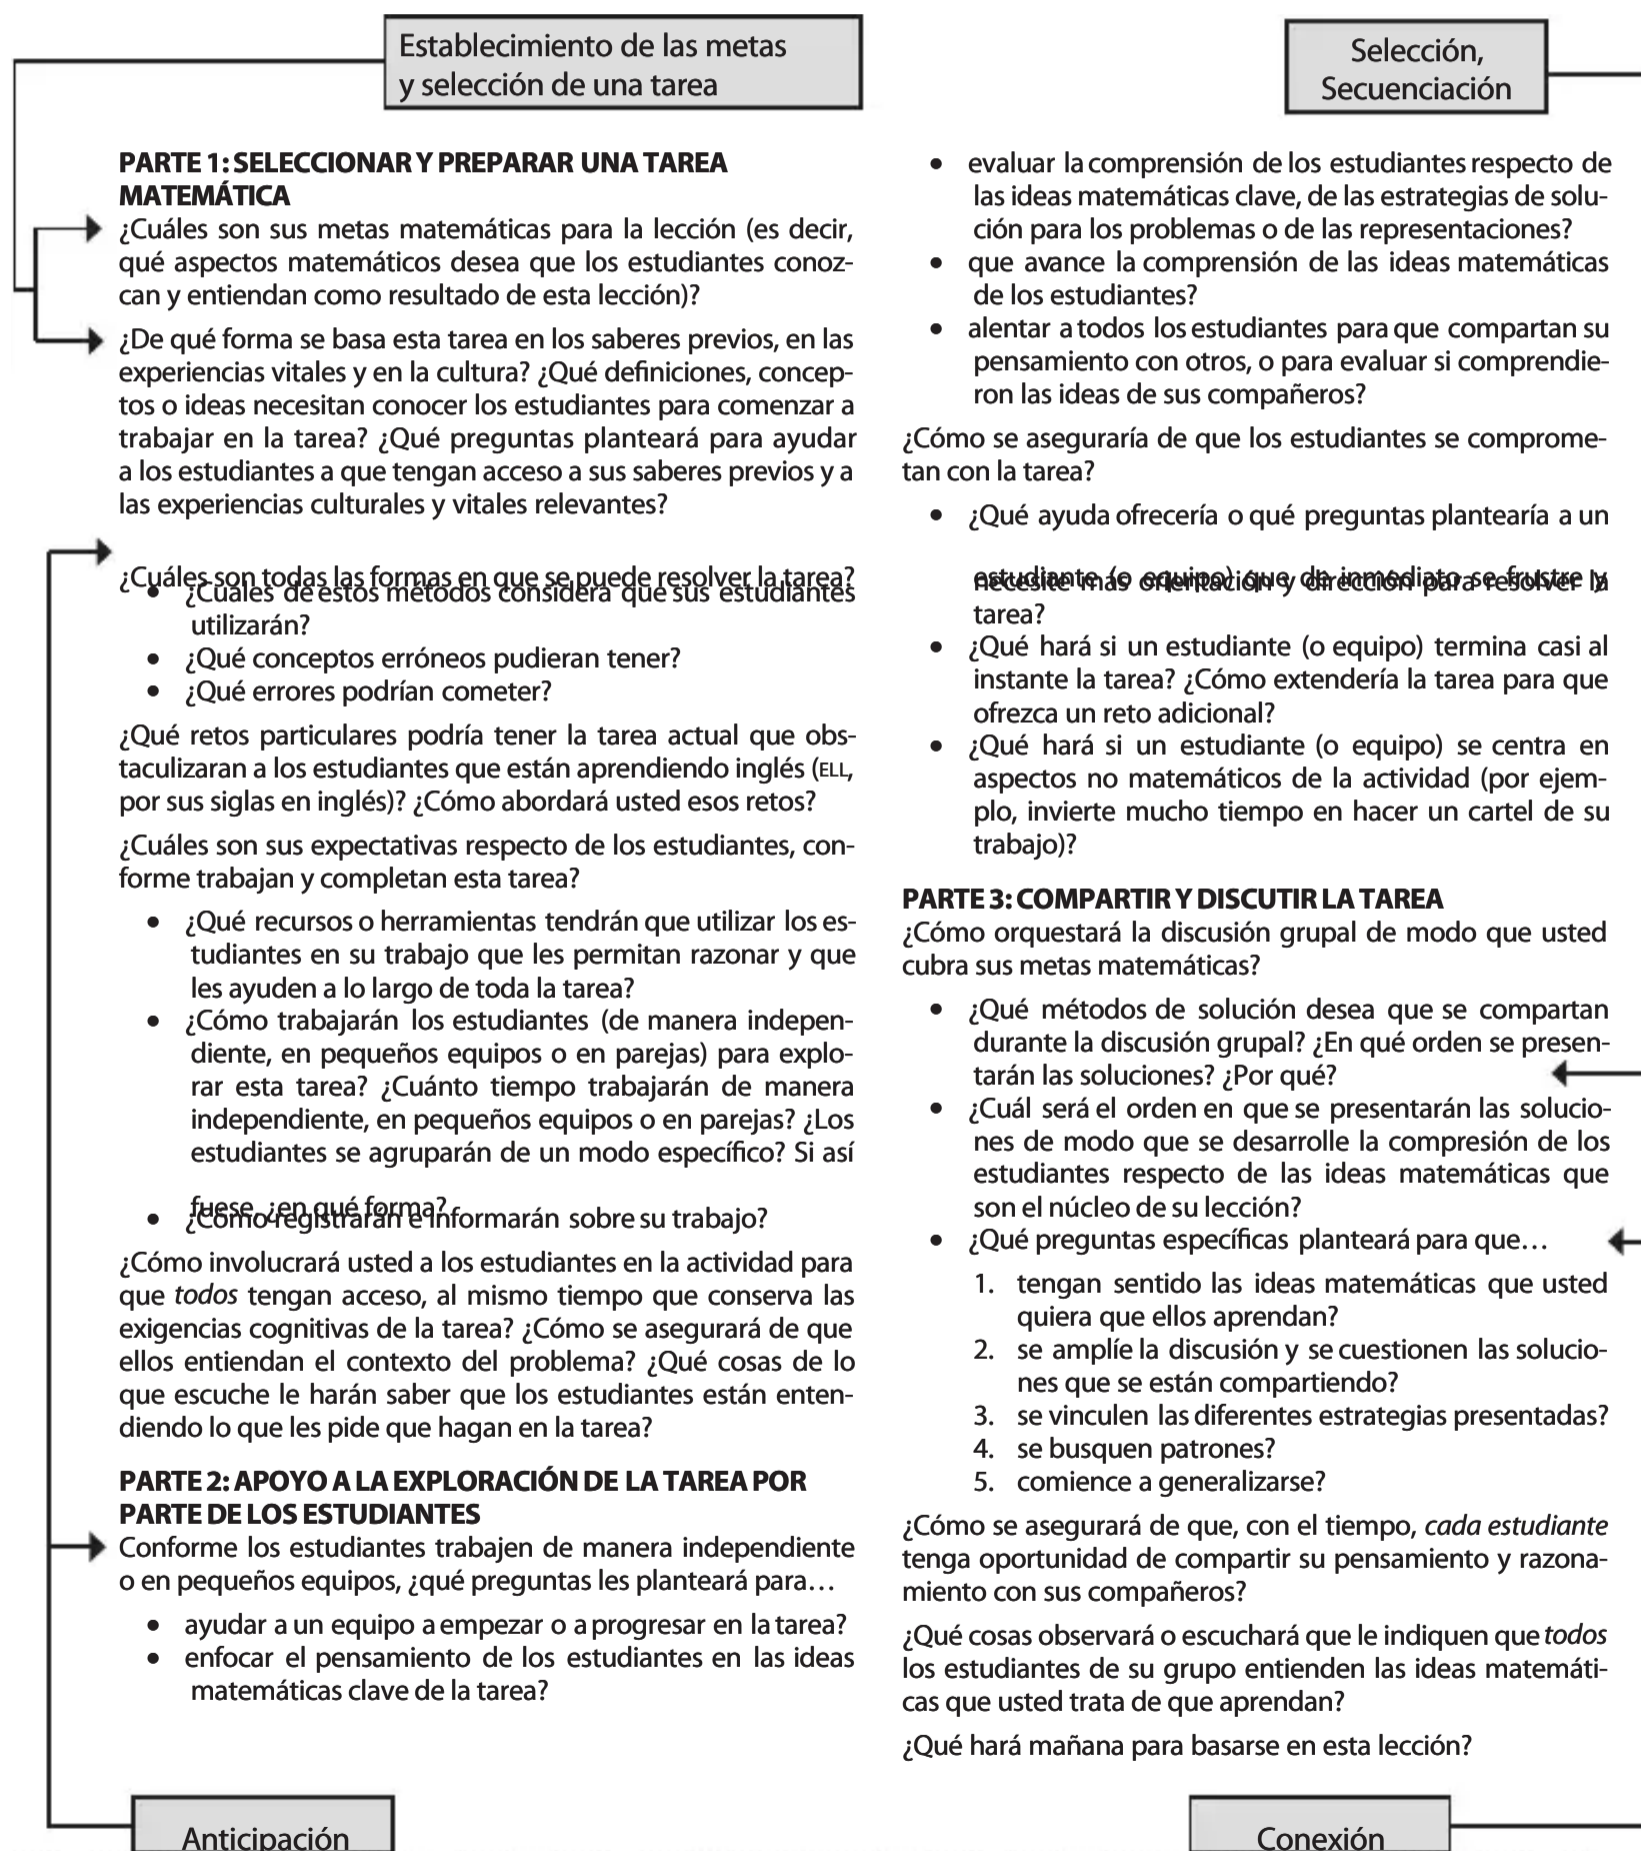 Establecimiento de las metas
y selección de una tarea
PARTE 1: SELECCIONAR Y PREPARAR UNA TAREA
MATEMÁTICA
¿Cuáles son sus metas matemáticas para la lección (es decir,
qué aspectos matemáticos desea que los estudiantes conoz-
can y entiendan como resultado de esta lección)?
¿De qué forma se basa esta tarea en los saberes previos, en las
experiencias vitales y en la cultura? ¿Qué definiciones, concep-
tos o ideas necesitan conocer los estudiantes para comenzar a
trabajar en la tarea? ¿Qué preguntas planteará para ayudar
a los estudiantes a que tengan acceso a sus saberes previos y a
las experiencias culturales y vitales relevantes?
¿Cuáles son todas las formas en que se puede resolver la tarea?
• ¿Cuáles de estos métodos considera que sus estudiantes
utilizarán?
• ¿Qué conceptos erróneos pudieran tener?
• ¿Qué errores podrían cometer?
¿Qué retos particulares podría tener la tarea actual que obs-
taculizaran a los estudiantes que están aprendiendo inglés (ELL,
por sus siglas en inglés)? ¿Cómo abordará usted esos retos?
¿Cuáles son sus expectativas respecto de los estudiantes, con-
forme trabajan y completan esta tarea?
• ¿Qué recursos o herramientas tendrán que utilizar los es-
tudiantes en su trabajo que les permitan razonar y que
les ayuden a lo largo de toda la tarea?
• ¿Cómo trabajarán los estudiantes (de manera indepen-
diente, en pequeños equipos o en parejas) para explo-
rar esta tarea? ¿Cuánto tiempo trabajarán de manera
independiente, en pequeños equipos o en parejas? ¿Los
estudiantes se agruparán de un modo específico? Si así
fuese, ¿en qué forma?
• ¿Cómo registrarán e informarán sobre su trabajo?
¿Cómo involucrará usted a los estudiantes en la actividad para
que todos tengan acceso, al mismo tiempo que conserva las
exigencias cognitivas de la tarea? ¿Cómo se asegurará de que
ellos entiendan el contexto del problema? ¿Qué cosas de lo
que escuche le harán saber que los estudiantes están enten-
diendo lo que les pide que hagan en la tarea?
PARTE 2: APOYO A LA EXPLORACIÓN DE LA TAREA POR
PARTE DE LOS ESTUDIANTES
Conforme los estudiantes trabajen de manera independiente
o en pequeños equipos, ¿qué preguntas les planteará para…
• ayudar a un equipo a empezar o a progresar en la tarea?
• enfocar el pensamiento de los estudiantes en las ideas
matemáticas clave de la tarea?
Anticipación
Selección,
Secuenciación
• evaluar la comprensión de los estudiantes respecto de
las ideas matemáticas clave, de las estrategias de solu-
ción para los problemas o de las representaciones?
• que avance la comprensión de las ideas matemáticas
de los estudiantes?
• alentar a todos los estudiantes para que compartan su
pensamiento con otros, o para evaluar si comprendie-
ron las ideas de sus compañeros?
¿Cómo se aseguraría de que los estudiantes se comprome-
tan con la tarea?
• ¿Qué ayuda ofrecería o qué preguntas plantearía a un
estudiante (o equipo) que de inmediato se frustre y
necesite más orientación y dirección para resolver la
tarea?
• ¿Qué hará si un estudiante (o equipo) termina casi al
instante la tarea? ¿Cómo extendería la tarea para que
ofrezca un reto adicional?
• ¿Qué hará si un estudiante (o equipo) se centra en
aspectos no matemáticos de la actividad (por ejem-
plo, invierte mucho tiempo en hacer un cartel de su
trabajo)?
PARTE 3: COMPARTIR Y DISCUTIR LA TAREA
¿Cómo orquestará la discusión grupal de modo que usted
cubra sus metas matemáticas?
• ¿Qué métodos de solución desea que se compartan
durante la discusión grupal? ¿En qué orden se presen-
tarán las soluciones? ¿Por qué?
• ¿Cuál será el orden en que se presentarán las solucio-
nes de modo que se desarrolle la compresión de los
estudiantes respecto de las ideas matemáticas que
son el núcleo de su lección?
• ¿Qué preguntas específicas planteará para que…
1. tengan sentido las ideas matemáticas que usted
quiera que ellos aprendan?
2. se amplíe la discusión y se cuestionen las solucio-
nes que se están compartiendo?
3. se vinculen las diferentes estrategias presentadas?
4. se busquen patrones?
5. comience a generalizarse?
¿Cómo se asegurará de que, con el tiempo, cada estudiante
tenga oportunidad de compartir su pensamiento y razona-
miento con sus compañeros?
¿Qué cosas observará o escuchará que le indiquen que todos
los estudiantes de su grupo entienden las ideas matemáti-
cas que usted trata de que aprendan?
¿Qué hará mañana para basarse en esta lección?
Conexión